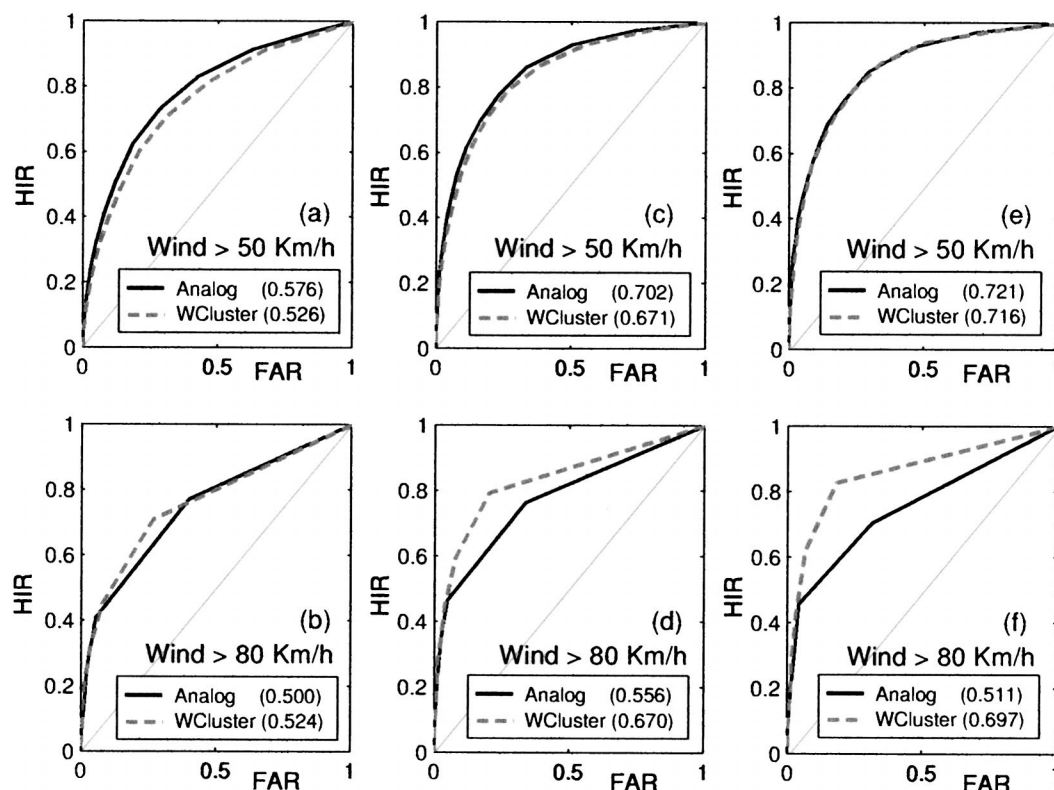 1
0.8
0.6
0.4
0.2
0
HIR
(a)
Wind > 50 Km/h
Analog (0.576)
WCluster (0.526)
0
0.5
1
FAR
1
0.8
0.6
0.4
0.2
0
HIR
(c)
Wind > 50 Km/h
Analog (0.702)
WCluster (0.671)
0
0.5
1
FAR
1
0.8
0.6
0.4
0.2
0
HIR
(e)
Wind > 50 Km/h
Analog (0.721)
WCluster (0.716)
0
0.5
1
FAR
1
0.8
0.6
0.4
0.2
0
HIR
(b)
Wind > 80 Km/h
Analog (0.500)
WCluster (0.524)
0
0.5
1
FAR
1
0.8
0.6
0.4
0.2
0
HIR
(d)
Wind > 80 Km/h
Analog (0.556)
WCluster (0.670)
0
0.5
1
FAR
1
0.8
0.6
0.4
0.2
0
HIR
(f)
Wind > 80 Km/h
Analog (0.511)
WCluster (0.697)
0
0.5
1
FAR